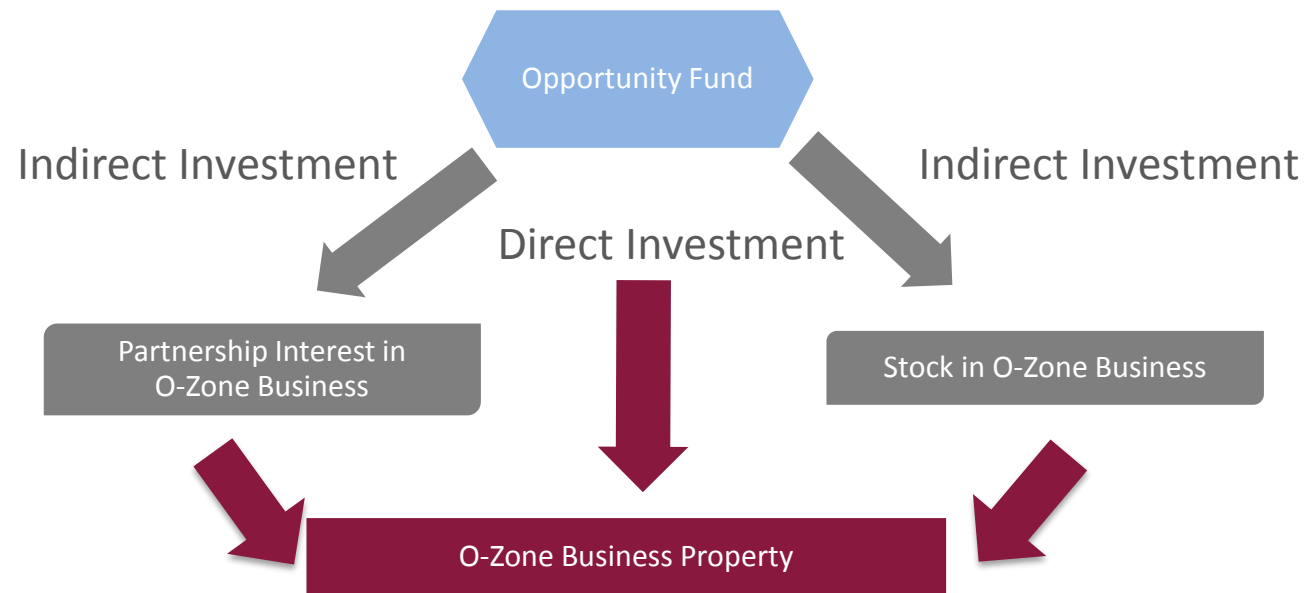 Opportunity Fund
Indirect Investment
Indirect Investment
Direct Investment
Partnership Interest in
O-Zone Business
Stock in O-Zone Business
O-Zone Business Property